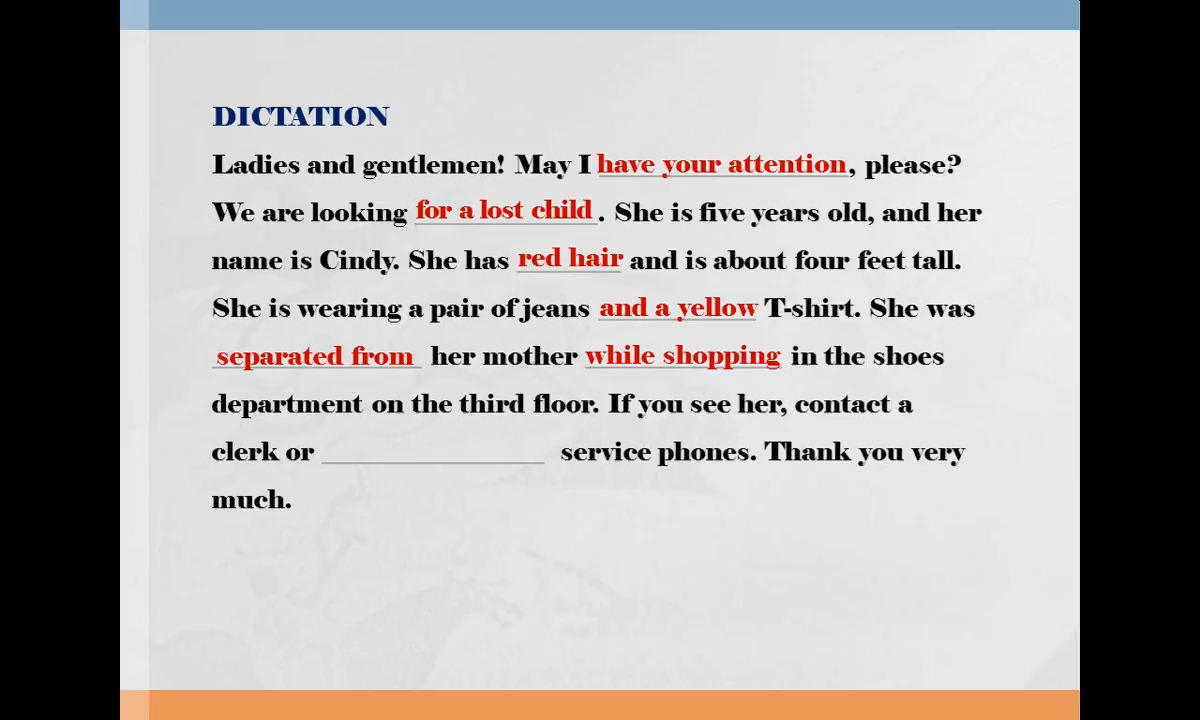 DICTATION
Ladies and gentlemen! May I have your attention, please?
We are looking for a lost child. She is five years old, and her
name is Cindy. She has red hair and is about four feet tall.
She is wearing a pair of jeans and a yellow T-shirt. She was
separated from her mother while shopping in the shoes
department on the third floor. If you see her, contact a
clerk or ____________ service phones. Thank you very
much.